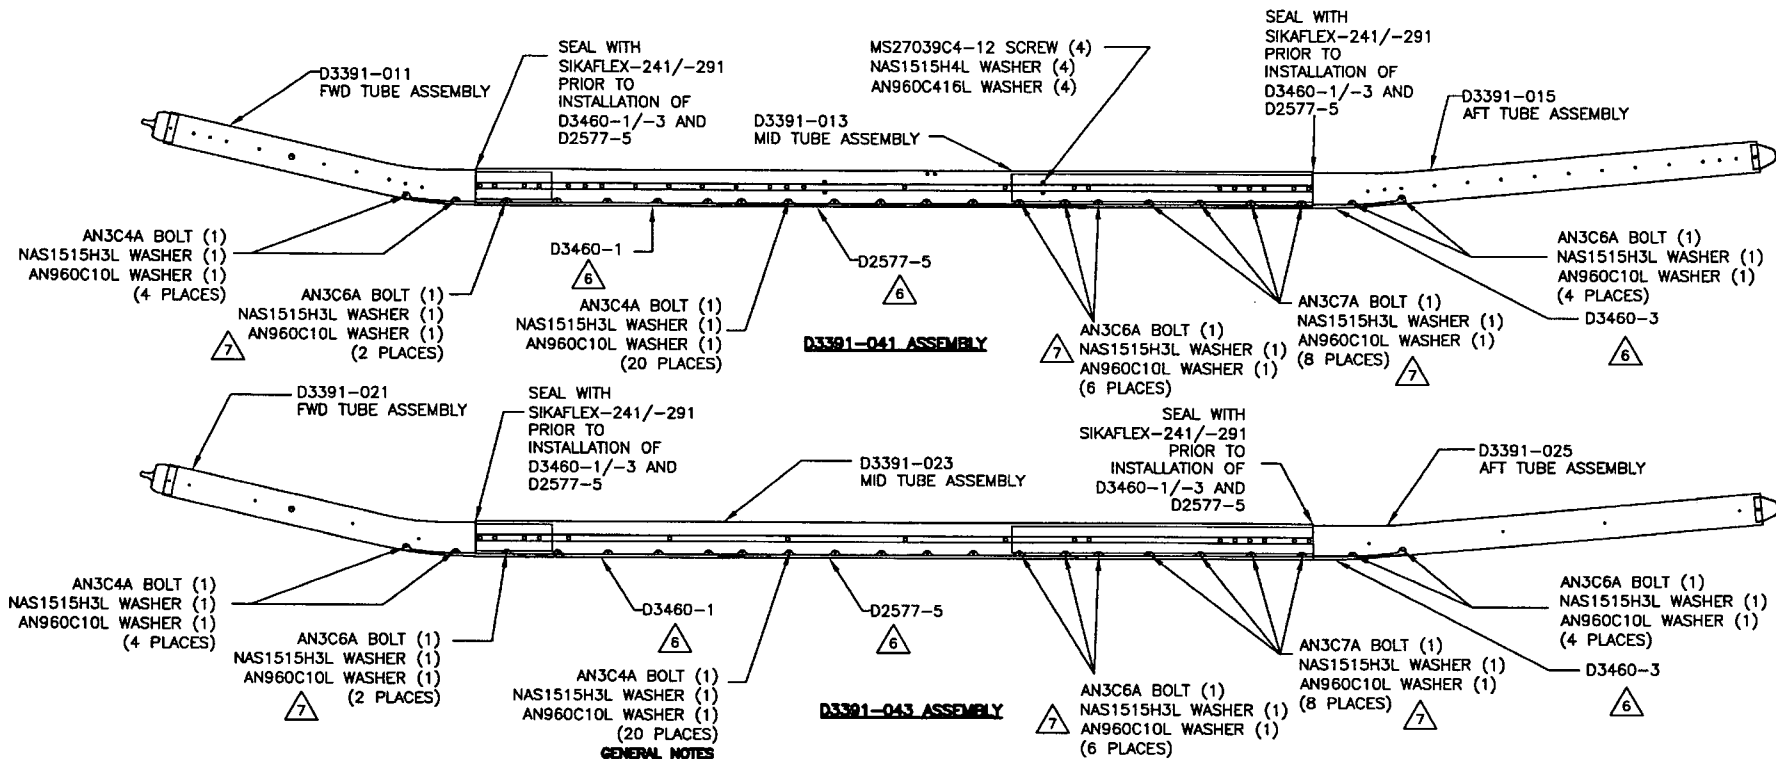 SEAL WITH
SIKAFLEX-241/-291
PRIOR TO
INSTALLATION OF
D3460-1/-3 AND
D2577-5
MS27039C4-12 SCREW (4)
NAS1515H4L WASHER (4)
AN960C416L WASHER (4)
SEAL WITH
SIKAFLEX-241/-291
PRIOR TO
INSTALLATION OF
D3460-1/-3 AND
D2577-5
D3391-011
FWD TUBE ASSEMBLY
D3391-013
MID TUBE ASSEMBLY
D3391-015
AFT TUBE ASSEMBLY
AN3C4A BOLT (1)
NAS1515H3L WASHER (1)
AN960C10L WASHER (1)
(4 PLACES)
7
AN3C6A BOLT (1)
NAS1515H3L WASHER (1)
AN960C10L WASHER (1)
(2 PLACES)
D3460-1
6
AN3C4A BOLT (1)
NAS1515H3L WASHER (1)
AN960C10L WASHER (1)
(20 PLACES)
D2577-5
6
D3391-041 ASSEMBLY
7
AN3C6A BOLT (1)
NAS1515H3L WASHER (1)
AN960C10L WASHER (1)
(6 PLACES)
AN3C7A BOLT (1)
NAS1515H3L WASHER (1)
AN960C10L WASHER (1)
(8 PLACES)
7
AN3C6A BOLT (1)
NAS1515H3L WASHER (1)
AN960C10L WASHER (1)
(4 PLACES)
D3460-3
6
D3391-021
FWD TUBE ASSEMBLY
SEAL WITH
SIKAFLEX-241/-291
PRIOR TO
INSTALLATION OF
D3460-1/-3 AND
D2577-5
D3391-023
MID TUBE ASSEMBLY
SEAL WITH
SIKAFLEX-241/-291
PRIOR TO
INSTALLATION OF
D3460-1/-3 AND
D2577-5
D3391-025
AFT TUBE ASSEMBLY
AN3C4A BOLT (1)
NAS1515H3L WASHER (1)
AN960C10L WASHER (1)
(4 PLACES)
AN3C6A BOLT (1)
NAS1515H3L WASHER (1)
AN960C10L WASHER (1)
(2 PLACES)
7
D3460-1
6
AN3C4A BOLT (1)
NAS1515H3L WASHER (1)
AN960C10L WASHER (1)
(20 PLACES)
D2577-5
6
D3391-043 ASSEMBLY
7
AN3C6A BOLT (1)
NAS1515H3L WASHER (1)
AN960C10L WASHER (1)
(6 PLACES)
AN3C7A BOLT (1)
NAS1515H3L WASHER (1)
AN960C10L WASHER (1)
(8 PLACES)
7
AN3C6A BOLT (1)
NAS1515H3L WASHER (1)
AN960C10L WASHER (1)
(4 PLACES)
D3460-3
6
GENERAL NOTES